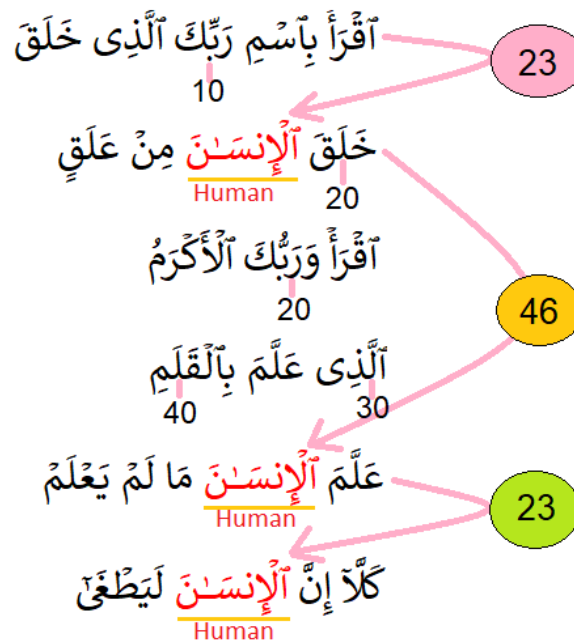 ٱقْرَأْ بِٱسْمِ رَبِّكَ ٱلَّذِى خَلَقَ
23
10
خَلَقَ ٱلْإِنسَـٰنَ مِنْ عَلَقٍ
Human
20
ٱقْرَأْ وَرَبُّكَ ٱلْأَكْرَمُ
46
20
ٱلَّذِى عَلَّمَ بِٱلْقَلَمِ
30
40
عَلَّمَ ٱلْإِنسَـٰنَ مَا لَمْ يَعْلَمْ
23
Human
كَلَّآ إِنَّ ٱلْإِنسَـٰنَ لَيَطْغَىٰٓ
Human